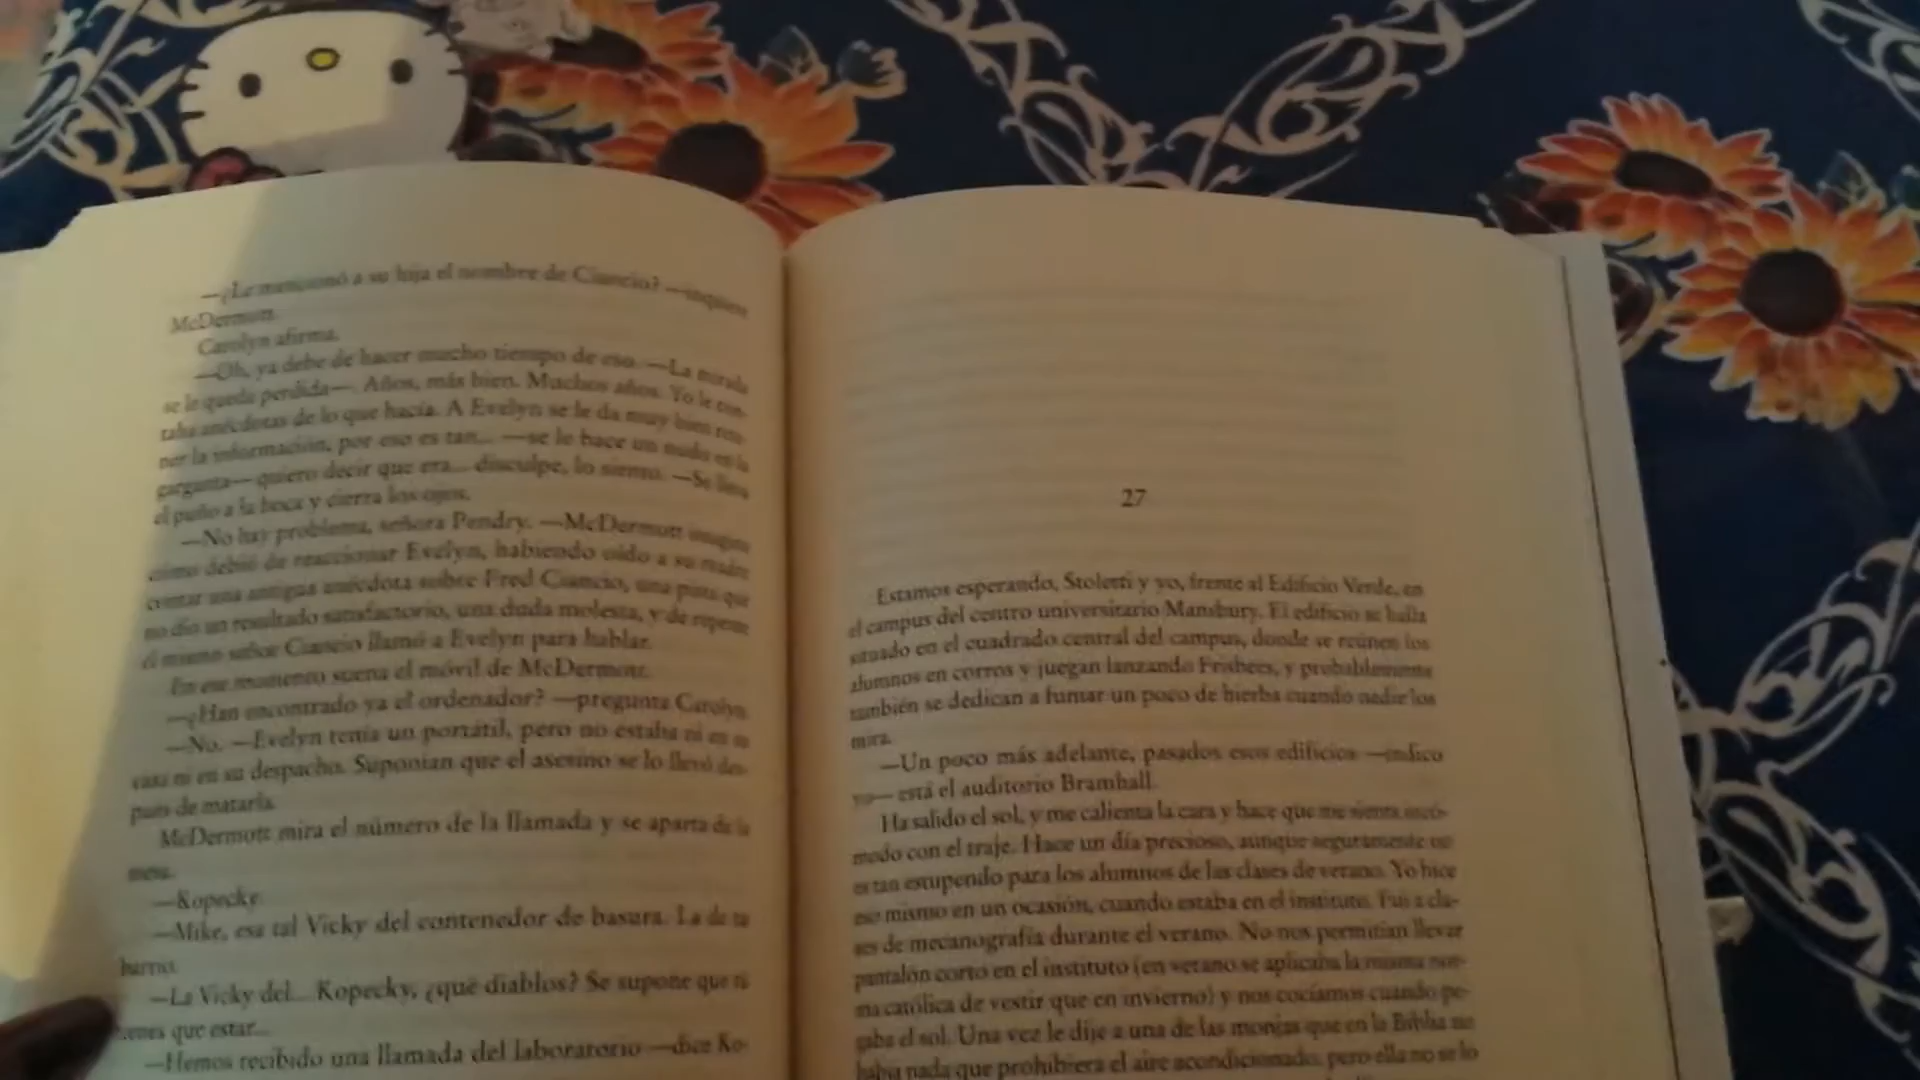 —¿Le mencionó a su hija el nombre de Ciancio? —inquiere
McDermott.
Carolyn afirma.
—Oh, ya debe de hacer mucho tiempo de eso. —La mirada
se le queda perdida—. Años, más bien. Muchos años. Yo le con-
taba anécdotas de lo que hacía. A Evelyn se le da muy bien rete-
ner la información, por eso es tan... —se le hace un nudo en la
garganta— quiero decir que era... disculpe, lo siento. —Se lleva
el puño a la boca y cierra los ojos.
—No hay problema, señora Pendry. —McDermott imagina
cómo debió de reaccionar Evelyn, habiendo oído a su madre
contar una antigua anécdota sobre Fred Ciancio, una pista que
no dio un resultado satisfactorio, una duda molesta, y de repente
el mismo señor Ciancio llamó a Evelyn para hablar.
En ese momento suena el móvil de McDermott.
—¿Han encontrado ya el ordenador? —pregunta Carolyn.
—No. —Evelyn tenía un portátil, pero no estaba ni en su
casa ni en su despacho. Suponían que el asesino se lo llevó des-
pués de matarla.
McDermott mira el número de la llamada y se aparta de la
mesa.
—Kopecky.
—Mike, esa tal Vicky del contenedor de basura. La de tu
barrio.
—La Vicky del... Kopecky, ¿qué diablos? Se supone que tú
tienes que estar...
—Hemos recibido una llamada del laboratorio —dice Ko-
27
Estamos esperando, Stoletti y yo, frente al Edificio Verde, en
el campus del centro universitario Mansbury. El edificio se halla
situado en el cuadrado central del campus, donde se reúnen los
alumnos en corros y juegan lanzando Frisbees, y probablemente
también se dedican a fumar un poco de hierba cuando nadie los
mira.
—Un poco más adelante, pasados esos edificios —indico
yo— está el auditorio Bramhall.
Ha salido el sol, y me calienta la cara y hace que me sienta incó-
modo con el traje. Hace un día precioso, aunque seguramente no
es tan estupendo para los alumnos de las clases de verano. Yo hice
eso mismo en un ocasión, cuando estaba en el instituto. Fui a cla-
ses de mecanografía durante el verano. No nos permitían llevar
pantalón corto en el instituto (en verano se aplicaba la misma nor-
ma católica de vestir que en invierno) y nos cocíamos cuando pe-
gaba el sol. Una vez le dije a una de las monjas que en la Biblia no
había nada que prohibiera el aire acondicionado, pero ella no se lo